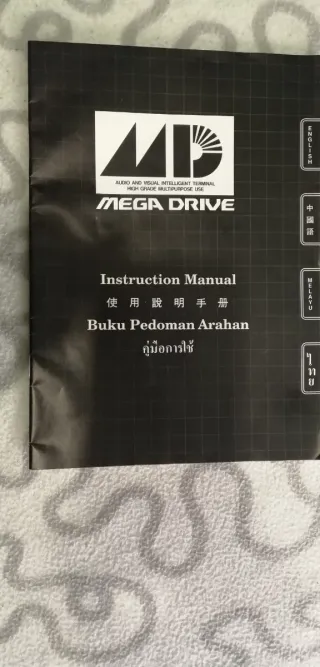 MD
AUDIO AND VISUAL INTELLIGENT TERMINAL
HIGH GRADE MULTIPURPOSE USE
MEGA DRIVE
Instruction Manual
使用說明手册
Buku Pedoman Arahan
คู่มือการใช้
ENGLISH
中國語
MELAYU
ไทย